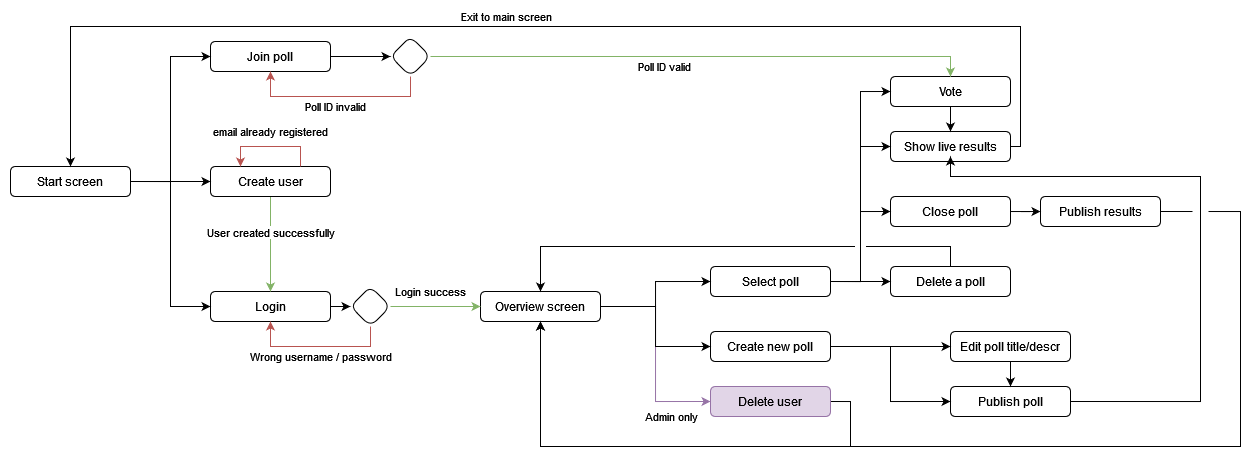 Exit to main screen
Join poll
Poll ID valid
Poll ID invalid
Vote
email already registered
Show live results
Start screen
Create user
Close poll
Publish results
User created successfully
Select poll
Delete a poll
Login
Login success
Overview screen
Wrong username / password
Create new poll
Edit poll title/descr
Delete user
Publish poll
Admin only